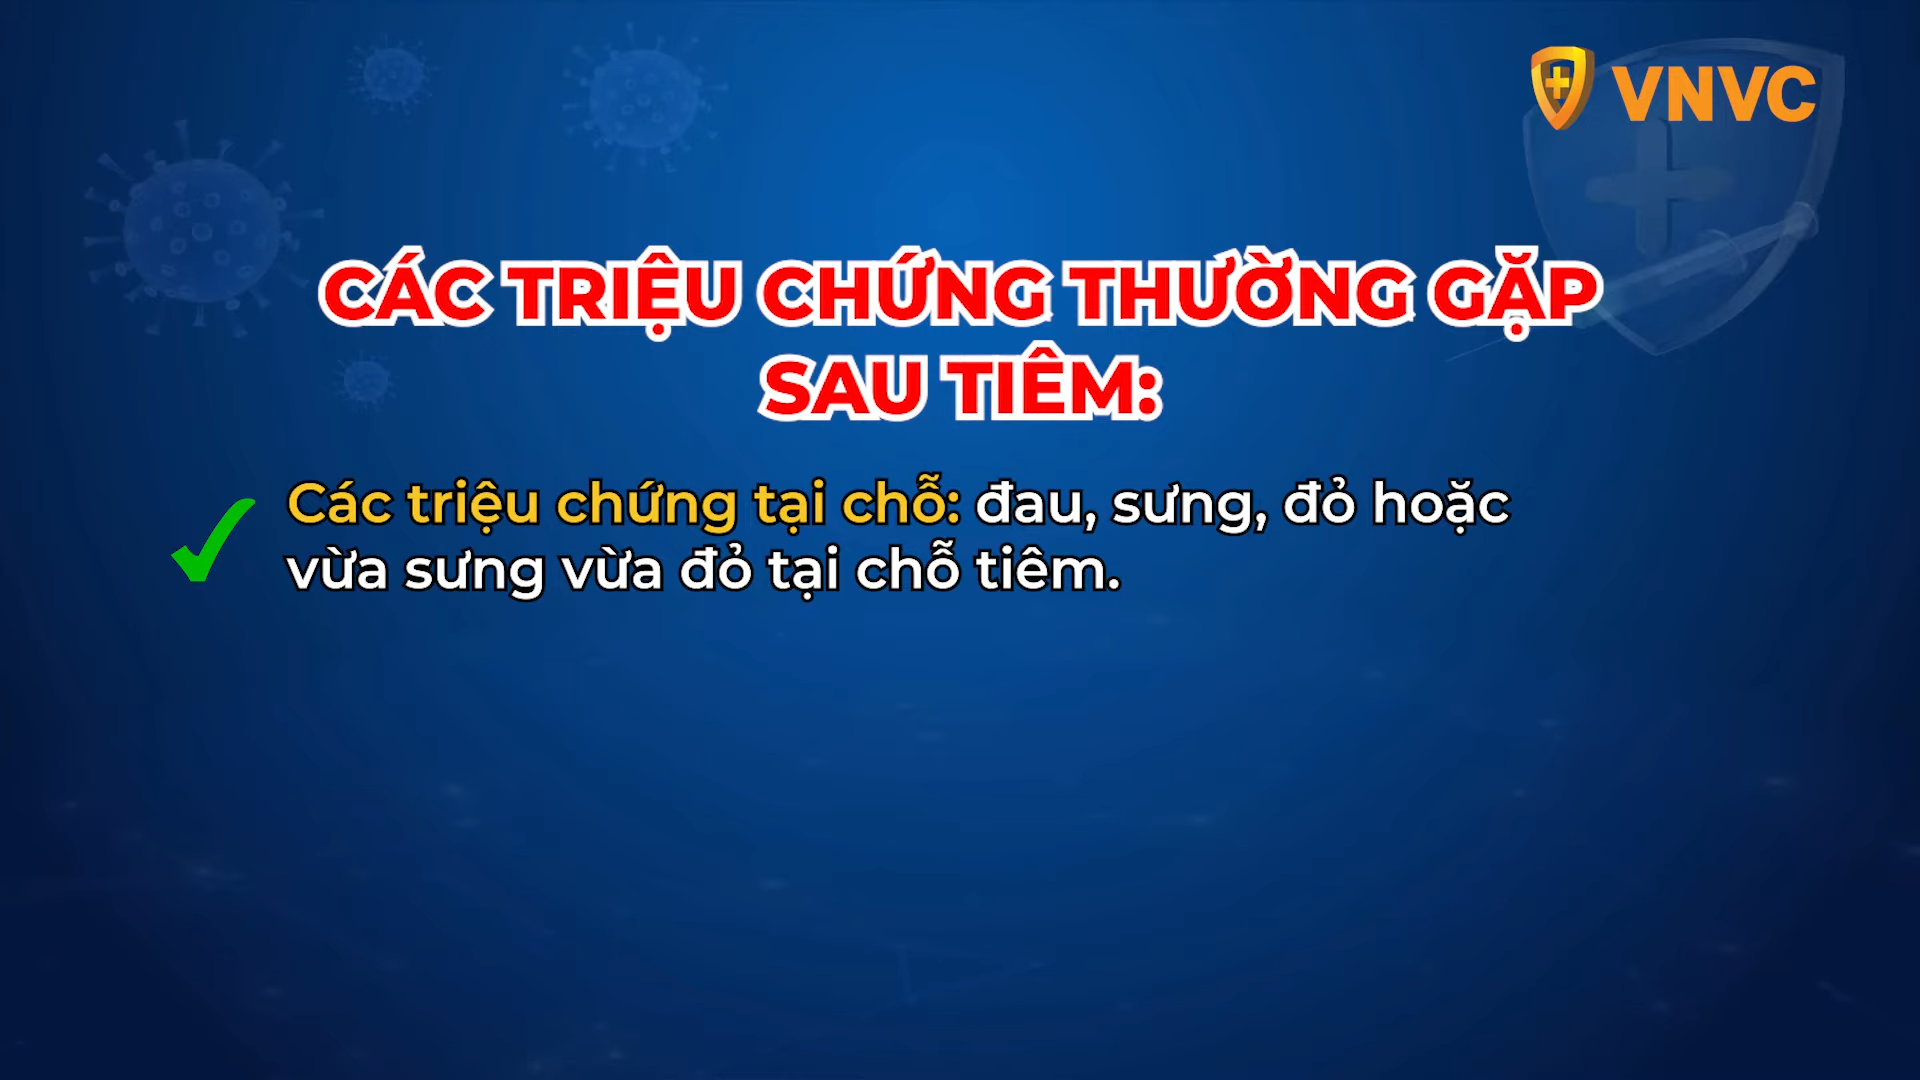 VNVC
CÁC TRIỆU CHỨNG THƯỜNG GẶP
SAU TIÊM:
Các triệu chứng tại chỗ: đau, sưng, đỏ hoặc
vừa sưng vừa đỏ tại chỗ tiêm.